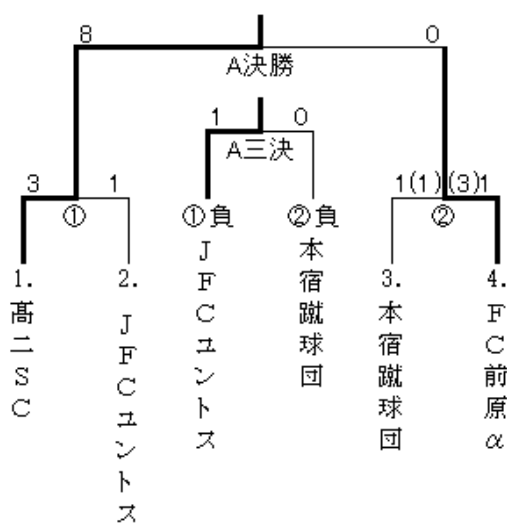 8 0
A決勝
1 0
A三決
3 1 1(1) (3)1
① ①負 ②負 ②
1.髙二SC
2.JFCユントス
JFCユントス
本宿蹴球団
3.本宿蹴球団
4.FC前原α